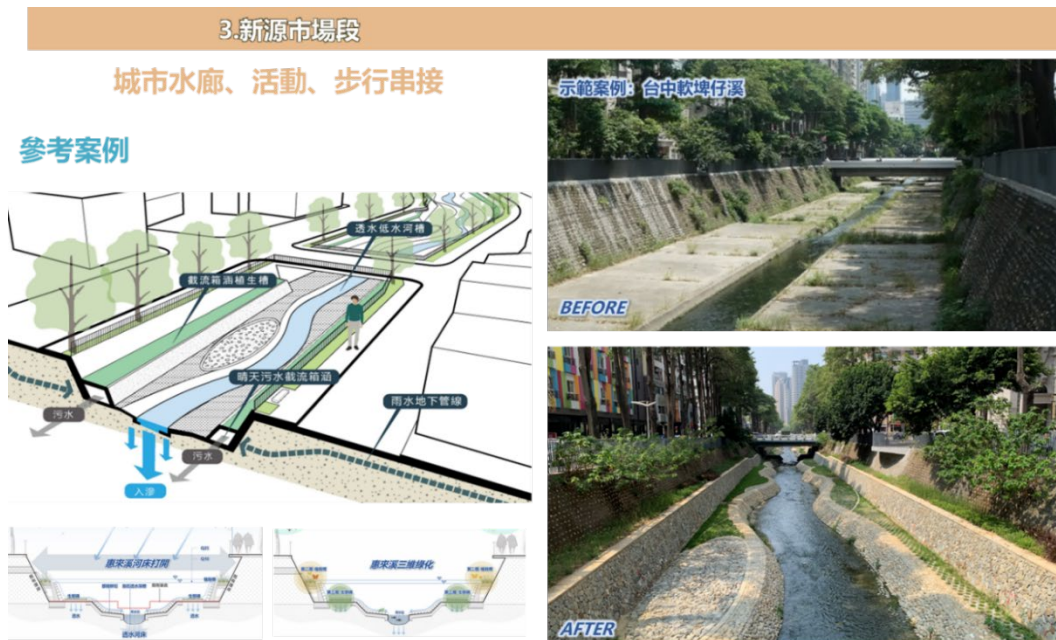 3.新源市場段
城市水廊、活動、步行串接
參考案例
透水低水河槽
截流箱涵植生槽
晴天污水截流箱涵
雨水地下管線
污水
污水
入滲
惠來溪河床打開
透水河床
惠來溪三維綠化
示範案例：台中軟埤仔溪
BEFORE
AFTER